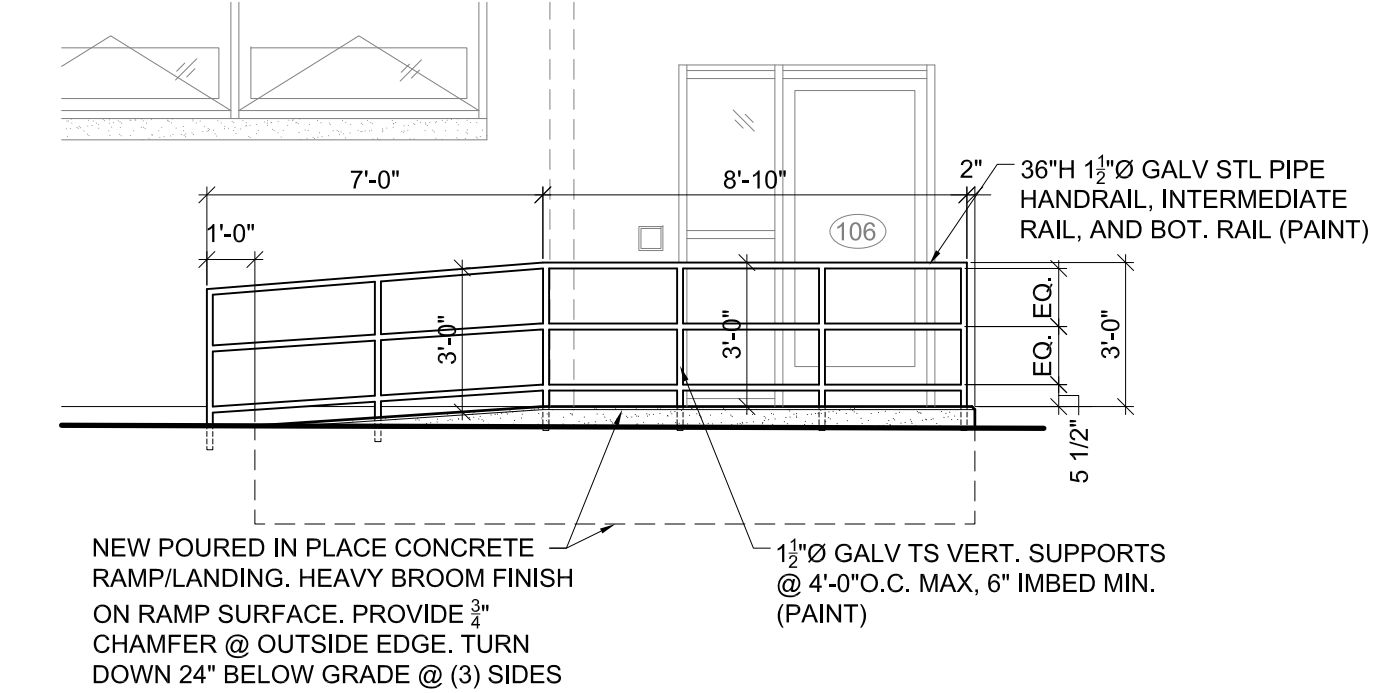 7'-0"
8'-10"
2"
36"H 1½"Ø GALV STL PIPE
HANDRAIL, INTERMEDIATE
RAIL, AND BOT. RAIL (PAINT)
1'-0"
106
3'-0"
3'-0"
EQ.
EQ.
3'-0"
5 1/2"
NEW POURED IN PLACE CONCRETE
RAMP/LANDING. HEAVY BROOM FINISH
ON RAMP SURFACE. PROVIDE ¾"
CHAMFER @ OUTSIDE EDGE. TURN
DOWN 24" BELOW GRADE @ (3) SIDES
1½"Ø GALV TS VERT. SUPPORTS
@ 4'-0"O.C. MAX, 6" IMBED MIN.
(PAINT)